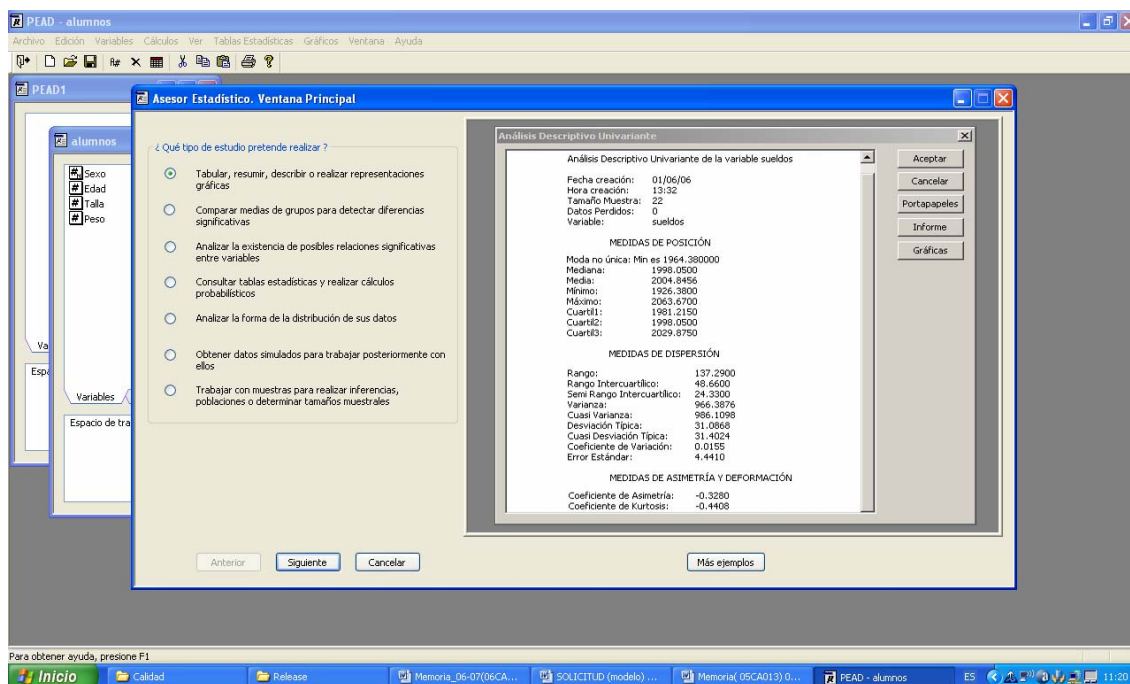 PEAD - alumnos
Archivo Edición Variables Cálculos Ver Tablas Estadísticas Gráficos Ventana Ayuda
PEAD1
alumnos
Sexo
Edad
Talla
Peso
Va
Espa
Variables
Espacio de tra
Asesor Estadístico. Ventana Principal
¿ Qué tipo de estudio pretende realizar ?
Tabular, resumir, describir o realizar representaciones
gráficas
Comparar medias de grupos para detectar diferencias
significativas
Analizar la existencia de posibles relaciones significativas
entre variables
Consultar tablas estadísticas y realizar cálculos
probabilísticos
Analizar la forma de la distribución de sus datos
Obtener datos simulados para trabajar posteriormente con
ellos
Trabajar con muestras para realizar inferencias,
poblaciones o determinar tamaños muestrales
Análisis Descriptivo Univariante
Análisis Descriptivo Univariante de la variable sueldos
Fecha creación: 01/06/06
Hora creación: 13:32
Tamaño Muestra: 22
Datos Perdidos: 0
Variable: sueldos
MEDIDAS DE POSICIÓN
Moda no única: Min es 1964.380000
Mediana: 1998.0500
Media: 2004.8456
Mínimo: 1926.3800
Máximo: 2063.6700
Cuartil1: 1981.2150
Cuartil2: 1998.0500
Cuartil3: 2029.8750
MEDIDAS DE DISPERSIÓN
Rango: 137.2900
Rango Intercuartílico: 48.6600
Semi Rango Intercuartílico: 24.3300
Varianza: 966.3876
Cuasi Varianza: 986.1098
Desviación Típica: 31.0868
Cuasi Desviación Típica: 31.4024
Coeficiente de Variación: 0.0155
Error Estándar: 4.4410
MEDIDAS DE ASIMETRÍA Y DEFORMACIÓN
Coeficiente de Asimetría: -0.3280
Coeficiente de Kurtosis: -0.4408
Aceptar
Cancelar
Portapapeles
Informe
Gráficas
Anterior Siguiente Cancelar
Más ejemplos
Para obtener ayuda, presione F1
Inicio Calidad Release Memoria_06-07(06CA... SOLICITUD (modelo) ... Memoria( 05CA013) 0... PEAD - alumnos ES 11:20